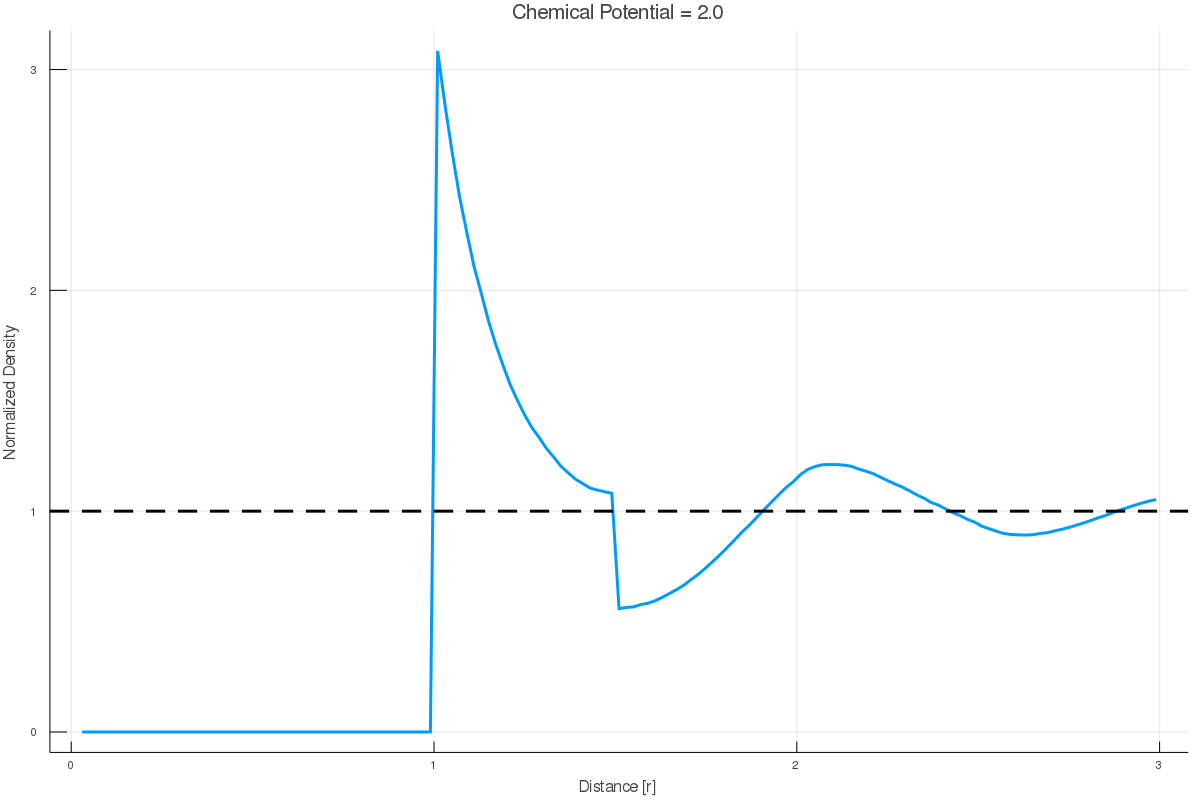 Chemical Potential = 2.0
Normalized Density
3
2
1
0
0 1 2 3
Distance [r]